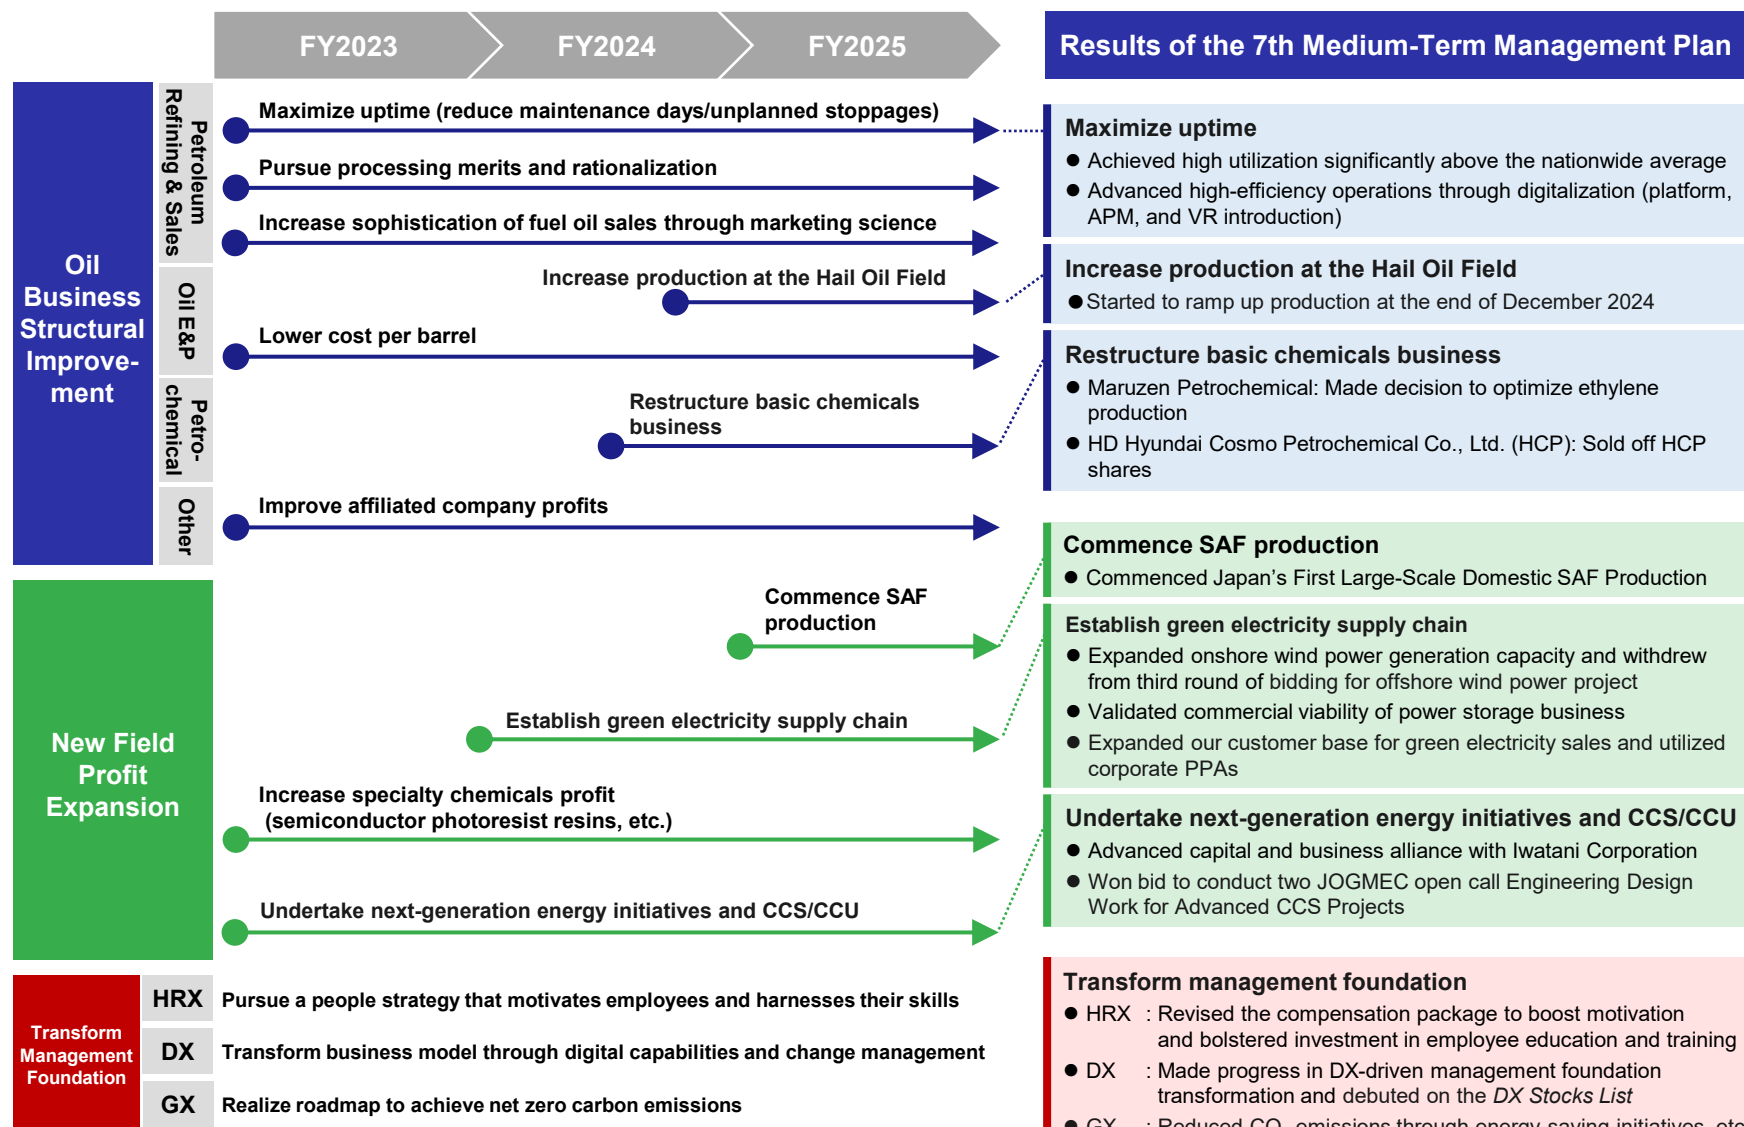 FY2023
FY2024
FY2025
Results of the 7th Medium-Term Management Plan
Oil
Business
Structural
Improve-
ment
Petroleum
Refining & Sales
Maximize uptime (reduce maintenance days/unplanned stoppages)
Pursue processing merits and rationalization
Increase sophistication of fuel oil sales through marketing science
Oil E&P
Increase production at the Hail Oil Field
Lower cost per barrel
Petro-
chemical
Restructure basic chemicals
business
Other
Improve affiliated company profits
Maximize uptime
● Achieved high utilization significantly above the nationwide average
● Advanced high-efficiency operations through digitalization (platform,
APM, and VR introduction)
Increase production at the Hail Oil Field
●Started to ramp up production at the end of December 2024
Restructure basic chemicals business
● Maruzen Petrochemical: Made decision to optimize ethylene
production
● HD Hyundai Cosmo Petrochemical Co., Ltd. (HCP): Sold off HCP
shares
New Field
Profit
Expansion
Commence SAF
production
Establish green electricity supply chain
Increase specialty chemicals profit
(semiconductor photoresist resins, etc.)
Undertake next-generation energy initiatives and CCS/CCU
Commence SAF production
● Commenced Japan's First Large-Scale Domestic SAF Production
Establish green electricity supply chain
● Expanded onshore wind power generation capacity and withdrew
from third round of bidding for offshore wind power project
● Validated commercial viability of power storage business
● Expanded our customer base for green electricity sales and utilized
corporate PPAs
Undertake next-generation energy initiatives and CCS/CCU
● Advanced capital and business alliance with Iwatani Corporation
● Won bid to conduct two JOGMEC open call Engineering Design
Work for Advanced CCS Projects
Transform
Management
Foundation
HRX Pursue a people strategy that motivates employees and harnesses their skills
DX Transform business model through digital capabilities and change management
GX Realize roadmap to achieve net zero carbon emissions
Transform management foundation
● HRX : Revised the compensation package to boost motivation
and bolstered investment in employee education and training
● DX : Made progress in DX-driven management foundation
transformation and debuted on the DX Stocks List
● GX : Reduced CO₂ emissions through energy-saving initiatives, etc